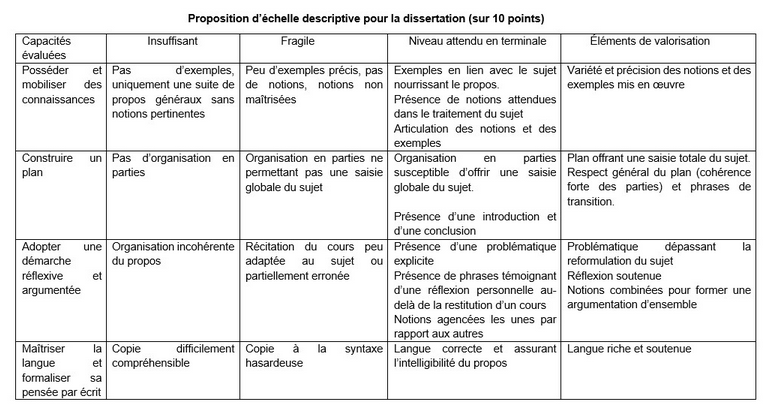 Proposition d'échelle descriptive pour la dissertation (sur 10 points)
Capacités évaluées
Insuffisant
Fragile
Niveau attendu en terminale
Éléments de valorisation
Posséder et
mobiliser des
connaissances
Pas d'exemples,
uniquement une suite de
propos généraux sans
notions pertinentes
Peu d'exemples précis, pas
de notions, notions non
maîtrisées
Exemples en lien avec le sujet
nourrissant le propos.
Présence de notions attendues
dans le traitement du sujet
Articulation des notions et des
exemples
Variété et précision des notions et des
exemples mis en œuvre
Construire un
plan
Pas d'organisation en
parties
Organisation en parties ne
permettant pas une saisie
globale du sujet
Organisation en parties
susceptible d'offrir une saisie
globale du sujet.
Présence d'une introduction et
d'une conclusion
Plan offrant une saisie totale du sujet.
Respect général du plan (cohérence
forte des parties) et phrases de
transition.
Adopter une
démarche
réflexive et
argumentée
Organisation incohérente
du propos
Récitation du cours peu
adaptée au sujet ou
partiellement erronée
Présence d'une problématique
explicite
Présence de phrases témoignant
d'une réflexion personnelle au-
delà de la restitution d'un cours
Notions agencées les unes par
rapport aux autres
Problématique dépassant la
reformulation du sujet
Réflexion soutenue
Notions combinées pour former une
argumentation d'ensemble
Maîtriser la
langue et
formaliser sa
pensée par écrit
Copie difficilement
compréhensible
Copie à la syntaxe
hasardeuse
Langue correcte et assurant
l'intelligibilité du propos
Langue riche et soutenue